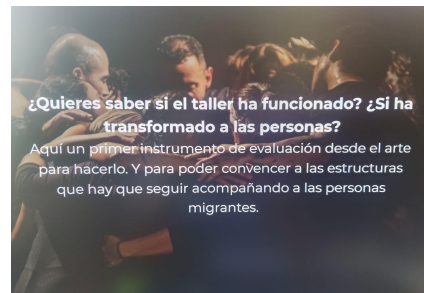 ¿Quieres saber si el taller ha funcionado? ¿Si ha
transformado a las personas?
Aquí un primer instrumento de evaluación desde el arte
para hacerlo. Y para poder convencer a las estructuras
que hay que seguir acompañando a las personas
migrantes.